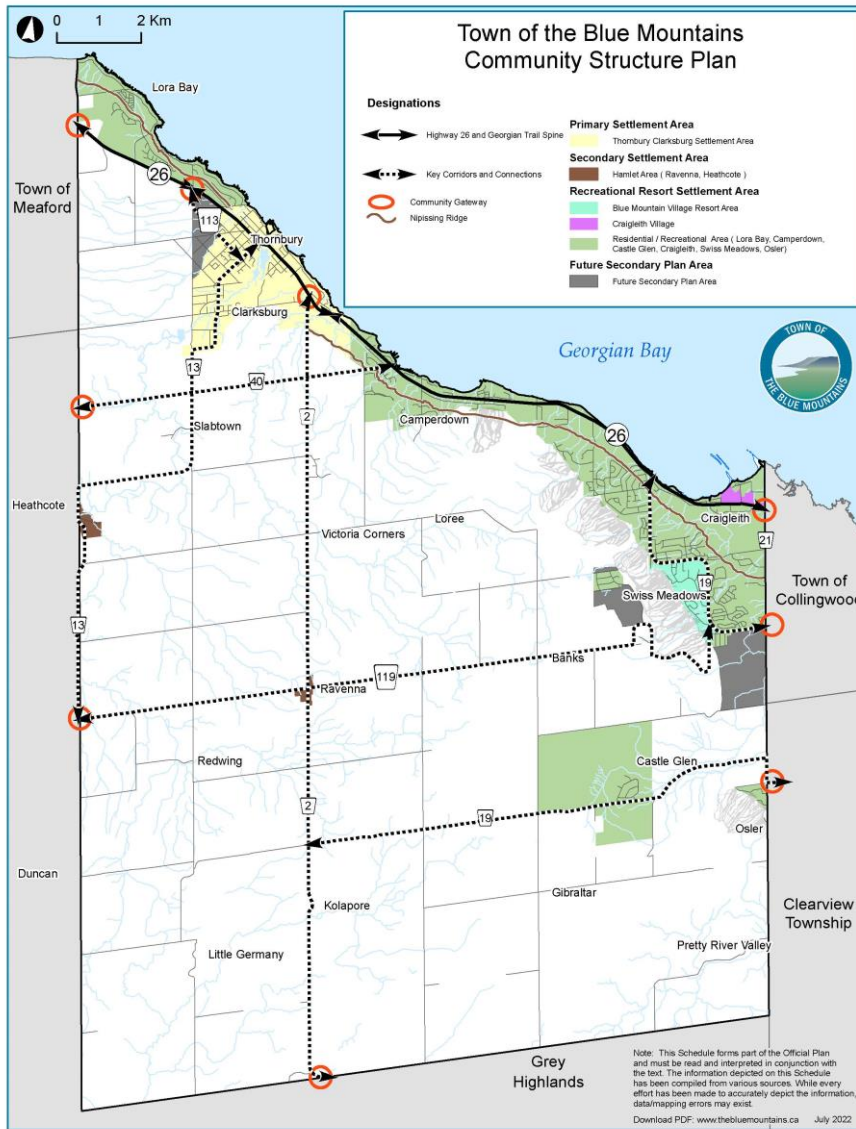 0 1 2 Km
Town of the Blue Mountains
Community Structure Plan
Designations
Highway 26 and Georgian Trail Spine
Key Corridors and Connections
Community Gateway
Nipissing Ridge
Primary Settlement Area
Thornbury Clarksburg Settlement Area
Secondary Settlement Area
Hamlet Area ( Ravenna, Heathcote )
Recreational Resort Settlement Area
Blue Mountain Village Resort Area
Craigleith Village
Residential / Recreational Area ( Lora Bay, Camperdown,
Castle Glen, Craigleith, Swiss Meadows, Osler)
Future Secondary Plan Area
Future Secondary Plan Area
Lora Bay
26
Town of
Meaford
113
Thornbury
Clarksburg
Georgian Bay
TOWN OF
THE BLUE MOUNTAINS
13
40
2
Slabtown
Camperdown
26
Heathcote
Loree
Victoria Corners
Craigleith
21
19
Swiss Meadows
Town of
Collingwood
13
Banks
119
Ravenna
Redwing
Castle Glen
2
19
Osler
Duncan
Kolapore
Gibraltar
Clearview
Township
Little Germany
Pretty River Valley
Grey
Highlands
Note: This Schedule forms part of the Official Plan
and must be read and interpreted in conjunction with
the text. The information depicted on this Schedule
has been compiled from various sources. While every
effort has been made to accurately depict the information,
data/mapping errors may exist.
Download PDF: www.thebluemountains.ca July 2022